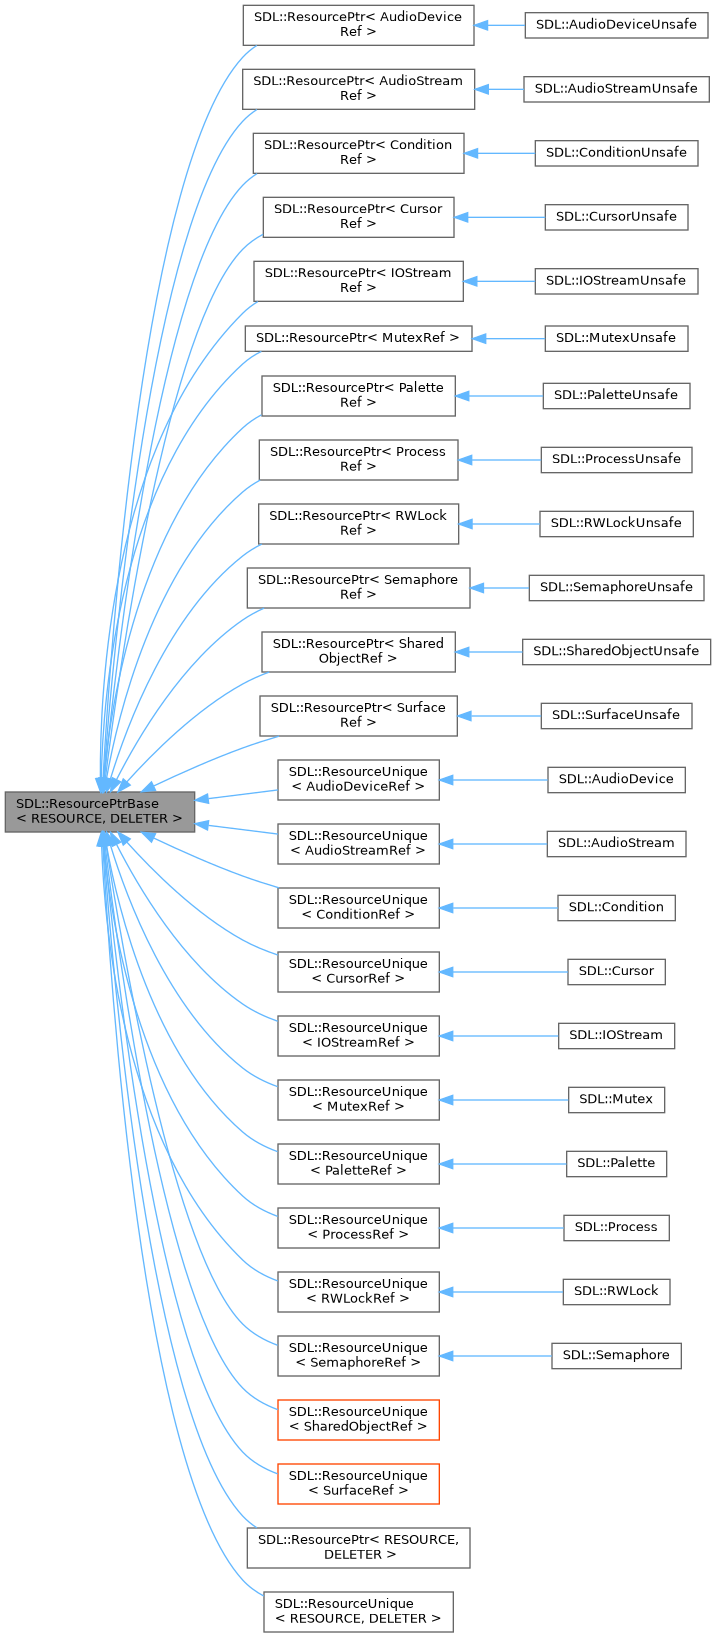 SDL::ResourcePtr< AudioDevice
Ref >
SDL::AudioDeviceUnsafe
SDL::ResourcePtr< AudioStream
Ref >
SDL::AudioStreamUnsafe
SDL::ResourcePtr< Condition
Ref >
SDL::ConditionUnsafe
SDL::ResourcePtr< Cursor
Ref >
SDL::CursorUnsafe
SDL::ResourcePtr< IOStream
Ref >
SDL::IOStreamUnsafe
SDL::ResourcePtr< MutexRef >
SDL::MutexUnsafe
SDL::ResourcePtr< Palette
Ref >
SDL::PaletteUnsafe
SDL::ResourcePtr< Process
Ref >
SDL::ProcessUnsafe
SDL::ResourcePtr< RWLock
Ref >
SDL::RWLockUnsafe
SDL::ResourcePtr< Semaphore
Ref >
SDL::SemaphoreUnsafe
SDL::ResourcePtr< Shared
ObjectRef >
SDL::SharedObjectUnsafe
SDL::ResourcePtr< Surface
Ref >
SDL::SurfaceUnsafe
SDL::ResourceUnique
< AudioDeviceRef >
SDL::AudioDevice
SDL::ResourcePtrBase
< RESOURCE, DELETER >
SDL::ResourceUnique
< AudioStreamRef >
SDL::AudioStream
SDL::ResourceUnique
< ConditionRef >
SDL::Condition
SDL::ResourceUnique
< CursorRef >
SDL::Cursor
SDL::ResourceUnique
< IOStreamRef >
SDL::IOStream
SDL::ResourceUnique
< MutexRef >
SDL::Mutex
SDL::ResourceUnique
< PaletteRef >
SDL::Palette
SDL::ResourceUnique
< ProcessRef >
SDL::Process
SDL::ResourceUnique
< RWLockRef >
SDL::RWLock
SDL::ResourceUnique
< SemaphoreRef >
SDL::Semaphore
SDL::ResourceUnique
< SharedObjectRef >
SDL::ResourceUnique
< SurfaceRef >
SDL::ResourcePtr< RESOURCE,
DELETER >
SDL::ResourceUnique
< RESOURCE, DELETER >